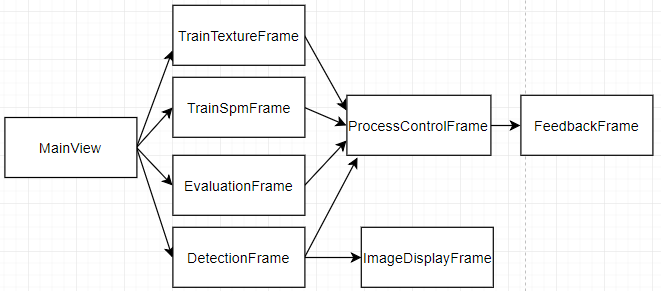 TrainTextureFrame
TrainSpmFrame
MainView
ProcessControlFrame
FeedbackFrame
EvaluationFrame
DetectionFrame
ImageDisplayFrame